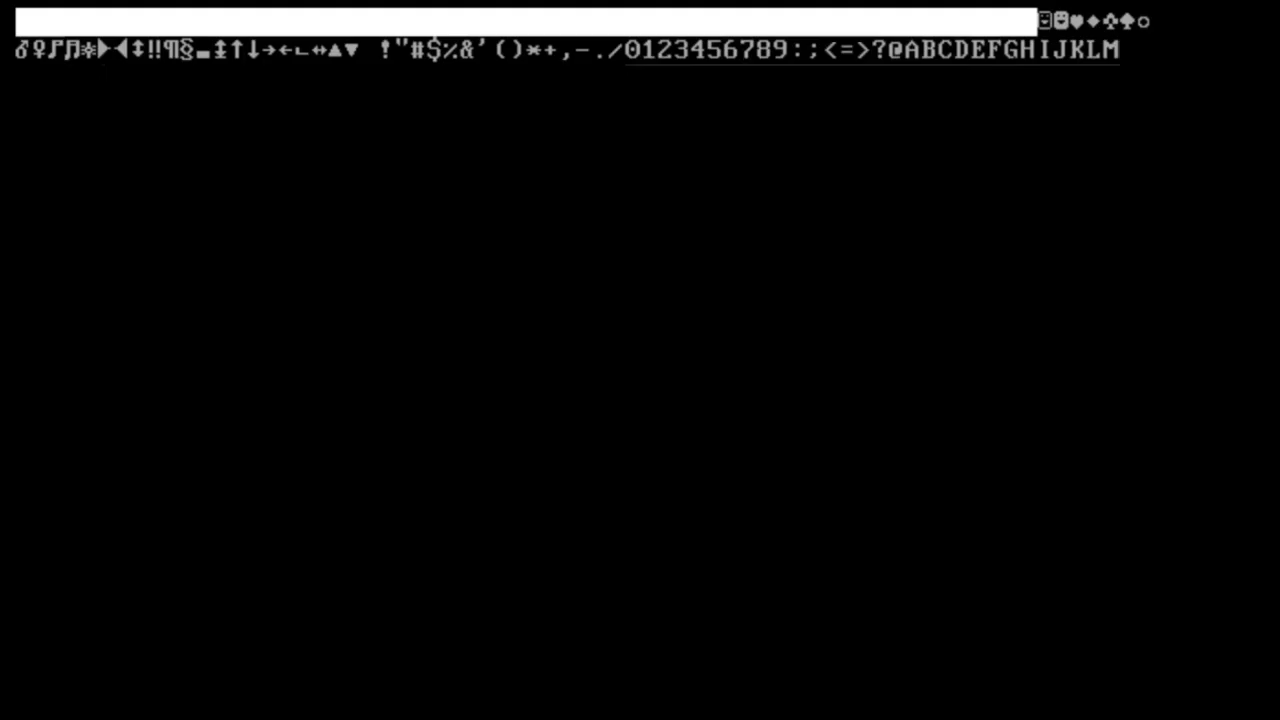 ☺☻♥♦♣♠○
♂♀♪♫☼►◄↕‼¶§▬↨↑↓→←∟↔▲▼ !"#$%&'()*+,-./0123456789:;<=>?@ABCDEFGHIJKLM